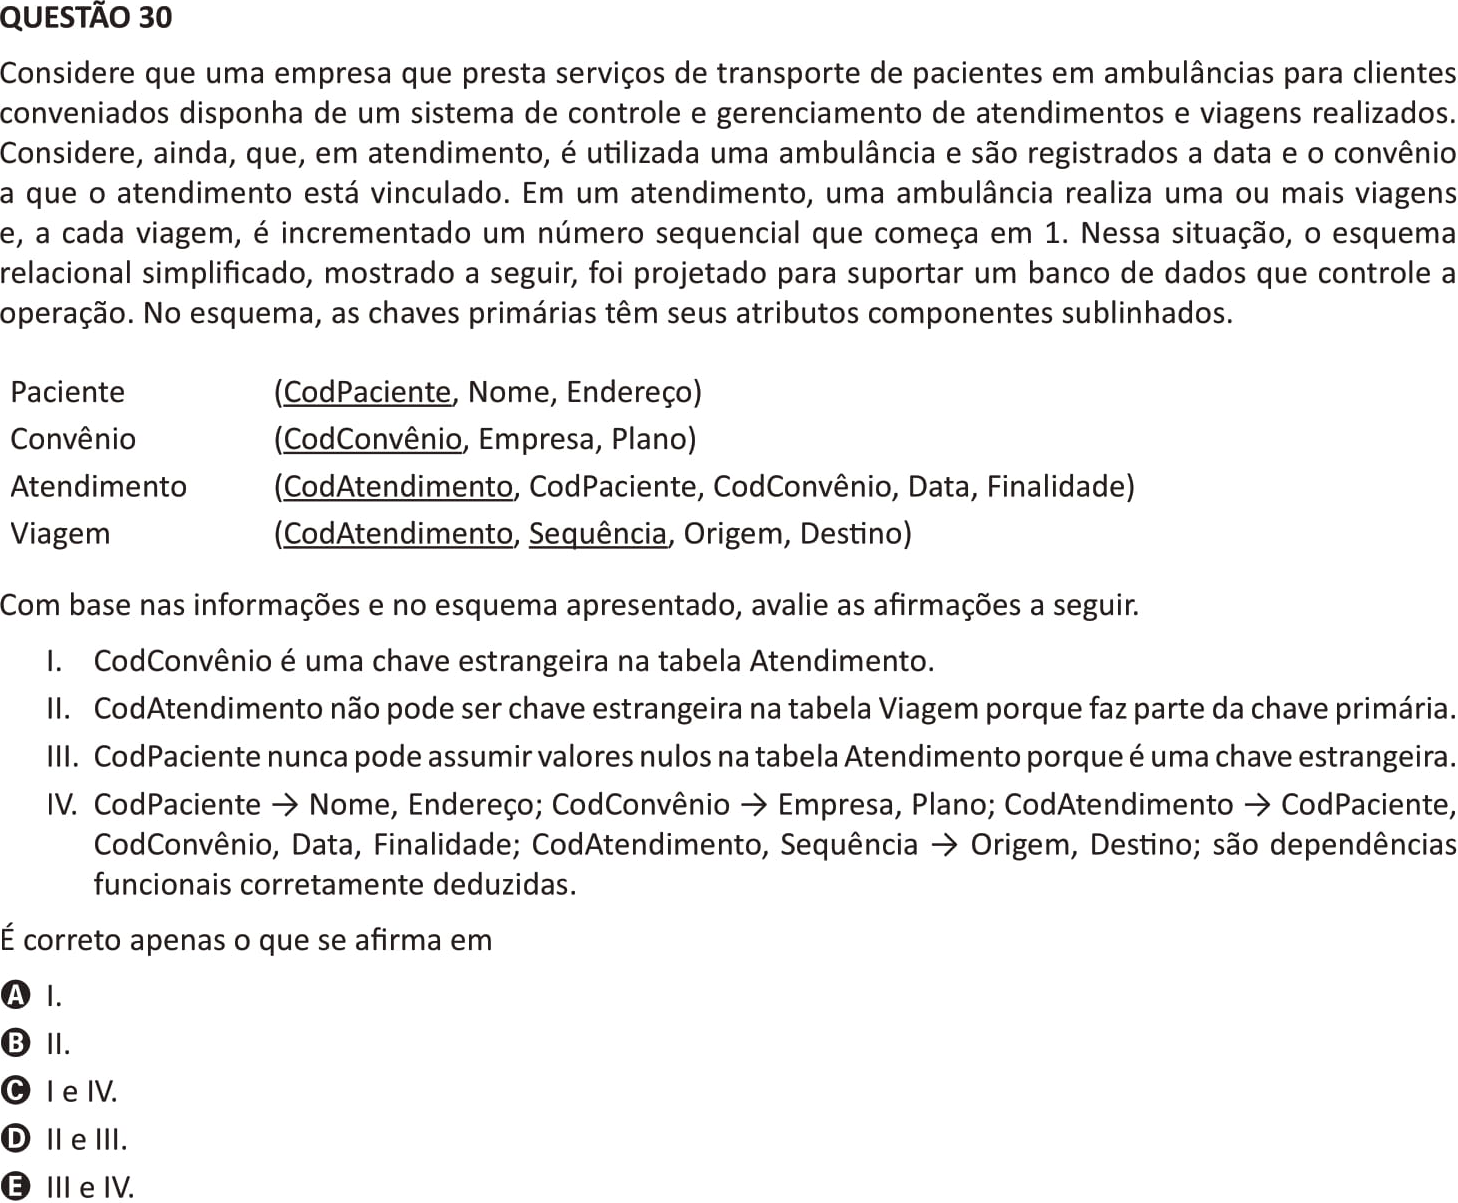 QUESTÃO 30
Considere que uma empresa que presta serviços de transporte de pacientes em ambulâncias para clientes
conveniados disponha de um sistema de controle e gerenciamento de atendimentos e viagens realizados.
Considere, ainda, que, em atendimento, é utilizada uma ambulância e são registrados a data e o convênio
a que o atendimento está vinculado. Em um atendimento, uma ambulância realiza uma ou mais viagens
e, a cada viagem, é incrementado um número sequencial que começa em 1. Nessa situação, o esquema
relacional simplificado, mostrado a seguir, foi projetado para suportar um banco de dados que controle a
operação. No esquema, as chaves primárias têm seus atributos componentes sublinhados.
Paciente (CodPaciente, Nome, Endereço)
Convênio (CodConvênio, Empresa, Plano)
Atendimento (CodAtendimento, CodPaciente, CodConvênio, Data, Finalidade)
Viagem (CodAtendimento, Sequência, Origem, Destino)
Com base nas informações e no esquema apresentado, avalie as afirmações a seguir.
I. CodConvênio é uma chave estrangeira na tabela Atendimento.
II. CodAtendimento não pode ser chave estrangeira na tabela Viagem porque faz parte da chave primária.
III. CodPaciente nunca pode assumir valores nulos na tabela Atendimento porque é uma chave estrangeira.
IV. CodPaciente → Nome, Endereço; CodConvênio → Empresa, Plano; CodAtendimento → CodPaciente,
CodConvênio, Data, Finalidade; CodAtendimento, Sequência → Origem, Destino; são dependências
funcionais corretamente deduzidas.
É correto apenas o que se afirma em
A I.
B II.
C I e IV.
D II e III.
E III e IV.